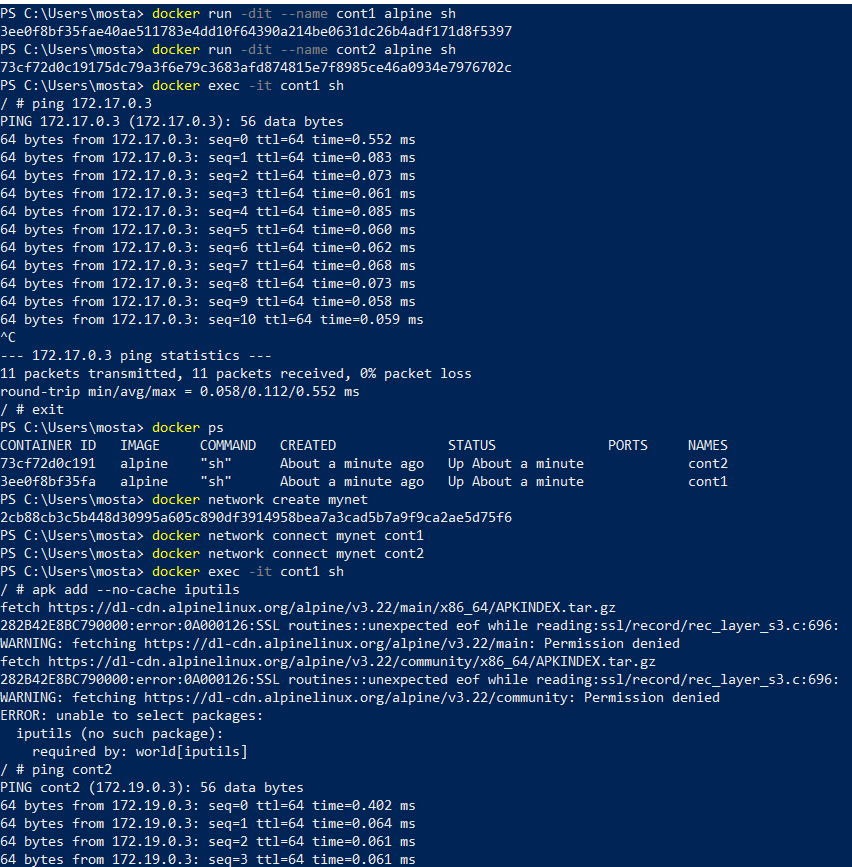 PS C:\Users\mosta> docker run -dit --name cont1 alpine sh
3ee0f8bf35fae40ae511783e4dd10f64390a214be0631dc26b4adf171d8f5397
PS C:\Users\mosta> docker run -dit --name cont2 alpine sh
73cf72d0c19175dc79a3f6e79c3683afd874815e7f8985ce46a0934e7976702c
PS C:\Users\mosta> docker exec -it cont1 sh
/ # ping 172.17.0.3
PING 172.17.0.3 (172.17.0.3): 56 data bytes
64 bytes from 172.17.0.3: seq=0 ttl=64 time=0.552 ms
64 bytes from 172.17.0.3: seq=1 ttl=64 time=0.083 ms
64 bytes from 172.17.0.3: seq=2 ttl=64 time=0.073 ms
64 bytes from 172.17.0.3: seq=3 ttl=64 time=0.061 ms
64 bytes from 172.17.0.3: seq=4 ttl=64 time=0.085 ms
64 bytes from 172.17.0.3: seq=5 ttl=64 time=0.060 ms
64 bytes from 172.17.0.3: seq=6 ttl=64 time=0.062 ms
64 bytes from 172.17.0.3: seq=7 ttl=64 time=0.068 ms
64 bytes from 172.17.0.3: seq=8 ttl=64 time=0.073 ms
64 bytes from 172.17.0.3: seq=9 ttl=64 time=0.058 ms
64 bytes from 172.17.0.3: seq=10 ttl=64 time=0.059 ms
^C
--- 172.17.0.3 ping statistics ---
11 packets transmitted, 11 packets received, 0% packet loss
round-trip min/avg/max = 0.058/0.112/0.552 ms
/ # exit
PS C:\Users\mosta> docker ps
CONTAINER ID   IMAGE     COMMAND   CREATED              STATUS              PORTS     NAMES
73cf72d0c191   alpine    "sh"      About a minute ago   Up About a minute             cont2
3ee0f8bf35fa   alpine    "sh"      About a minute ago   Up About a minute             cont1
PS C:\Users\mosta> docker network create mynet
2cb88cb3c5b448d30995a605c890df3914958bea7a3cad5b7a9f9ca2ae5d75f6
PS C:\Users\mosta> docker network connect mynet cont1
PS C:\Users\mosta> docker network connect mynet cont2
PS C:\Users\mosta> docker exec -it cont1 sh
/ # apk add --no-cache iputils
fetch https://dl-cdn.alpinelinux.org/alpine/v3.22/main/x86_64/APKINDEX.tar.gz
282B42E8BC790000:error:0A000126:SSL routines::unexpected eof while reading:ssl/record/rec_layer_s3.c:696:
WARNING: fetching https://dl-cdn.alpinelinux.org/alpine/v3.22/main: Permission denied
fetch https://dl-cdn.alpinelinux.org/alpine/v3.22/community/x86_64/APKINDEX.tar.gz
282B42E8BC790000:error:0A000126:SSL routines::unexpected eof while reading:ssl/record/rec_layer_s3.c:696:
WARNING: fetching https://dl-cdn.alpinelinux.org/alpine/v3.22/community: Permission denied
ERROR: unable to select packages:
  iputils (no such package):
    required by: world[iputils]
/ # ping cont2
PING cont2 (172.19.0.3): 56 data bytes
64 bytes from 172.19.0.3: seq=0 ttl=64 time=0.402 ms
64 bytes from 172.19.0.3: seq=1 ttl=64 time=0.064 ms
64 bytes from 172.19.0.3: seq=2 ttl=64 time=0.061 ms
64 bytes from 172.19.0.3: seq=3 ttl=64 time=0.061 ms